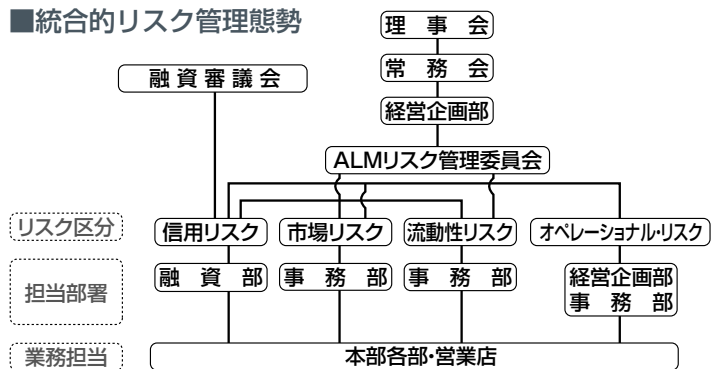 ■統合的リスク管理態勢
理事会
常務会
融資審議会
経営企画部
ALMリスク管理委員会
リスク区分
信用リスク
市場リスク
流動性リスク
オペレーショナル・リスク
担当部署
融資部
事務部
事務部
経営企画部
事務部
業務担当
本部各部・営業店